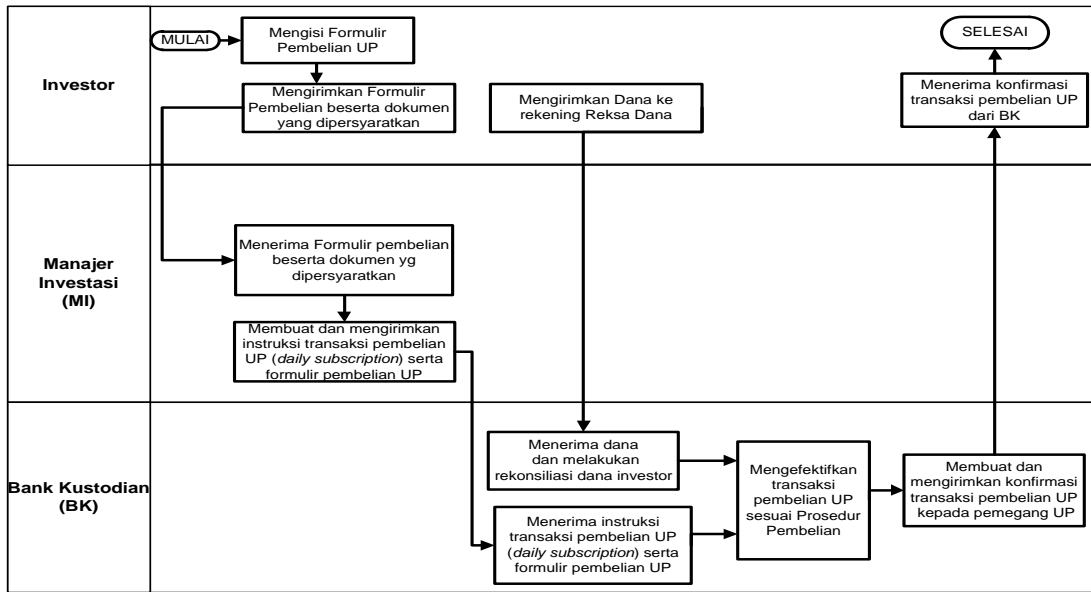 Investor
MULAI
Mengisi Formulir
Pembelian UP
Mengirimkan Formulir
Pembelian beserta dokumen
yang dipersyaratkan
Mengirimkan Dana ke
rekening Reksa Dana
SELESAI
Menerima konfirmasi
transaksi pembelian UP
dari BK
Manajer
Investasi
(MI)
Menerima Formulir pembelian
beserta dokumen yg
dipersyaratkan
Membuat dan mengirimkan
instruksi transaksi pembelian
UP (daily subscription) serta
formulir pembelian UP
Bank Kustodian
(BK)
Menerima dana
dan melakukan
rekonsiliasi dana investor
Menerima instruksi
transaksi pembelian UP
(daily subscription) serta
formulir pembelian UP
Mengefektifkan
transaksi
pembelian UP
sesuai Prosedur
Pembelian
Membuat dan
mengirimkan konfirmasi
transaksi pembelian UP
kepada pemegang UP